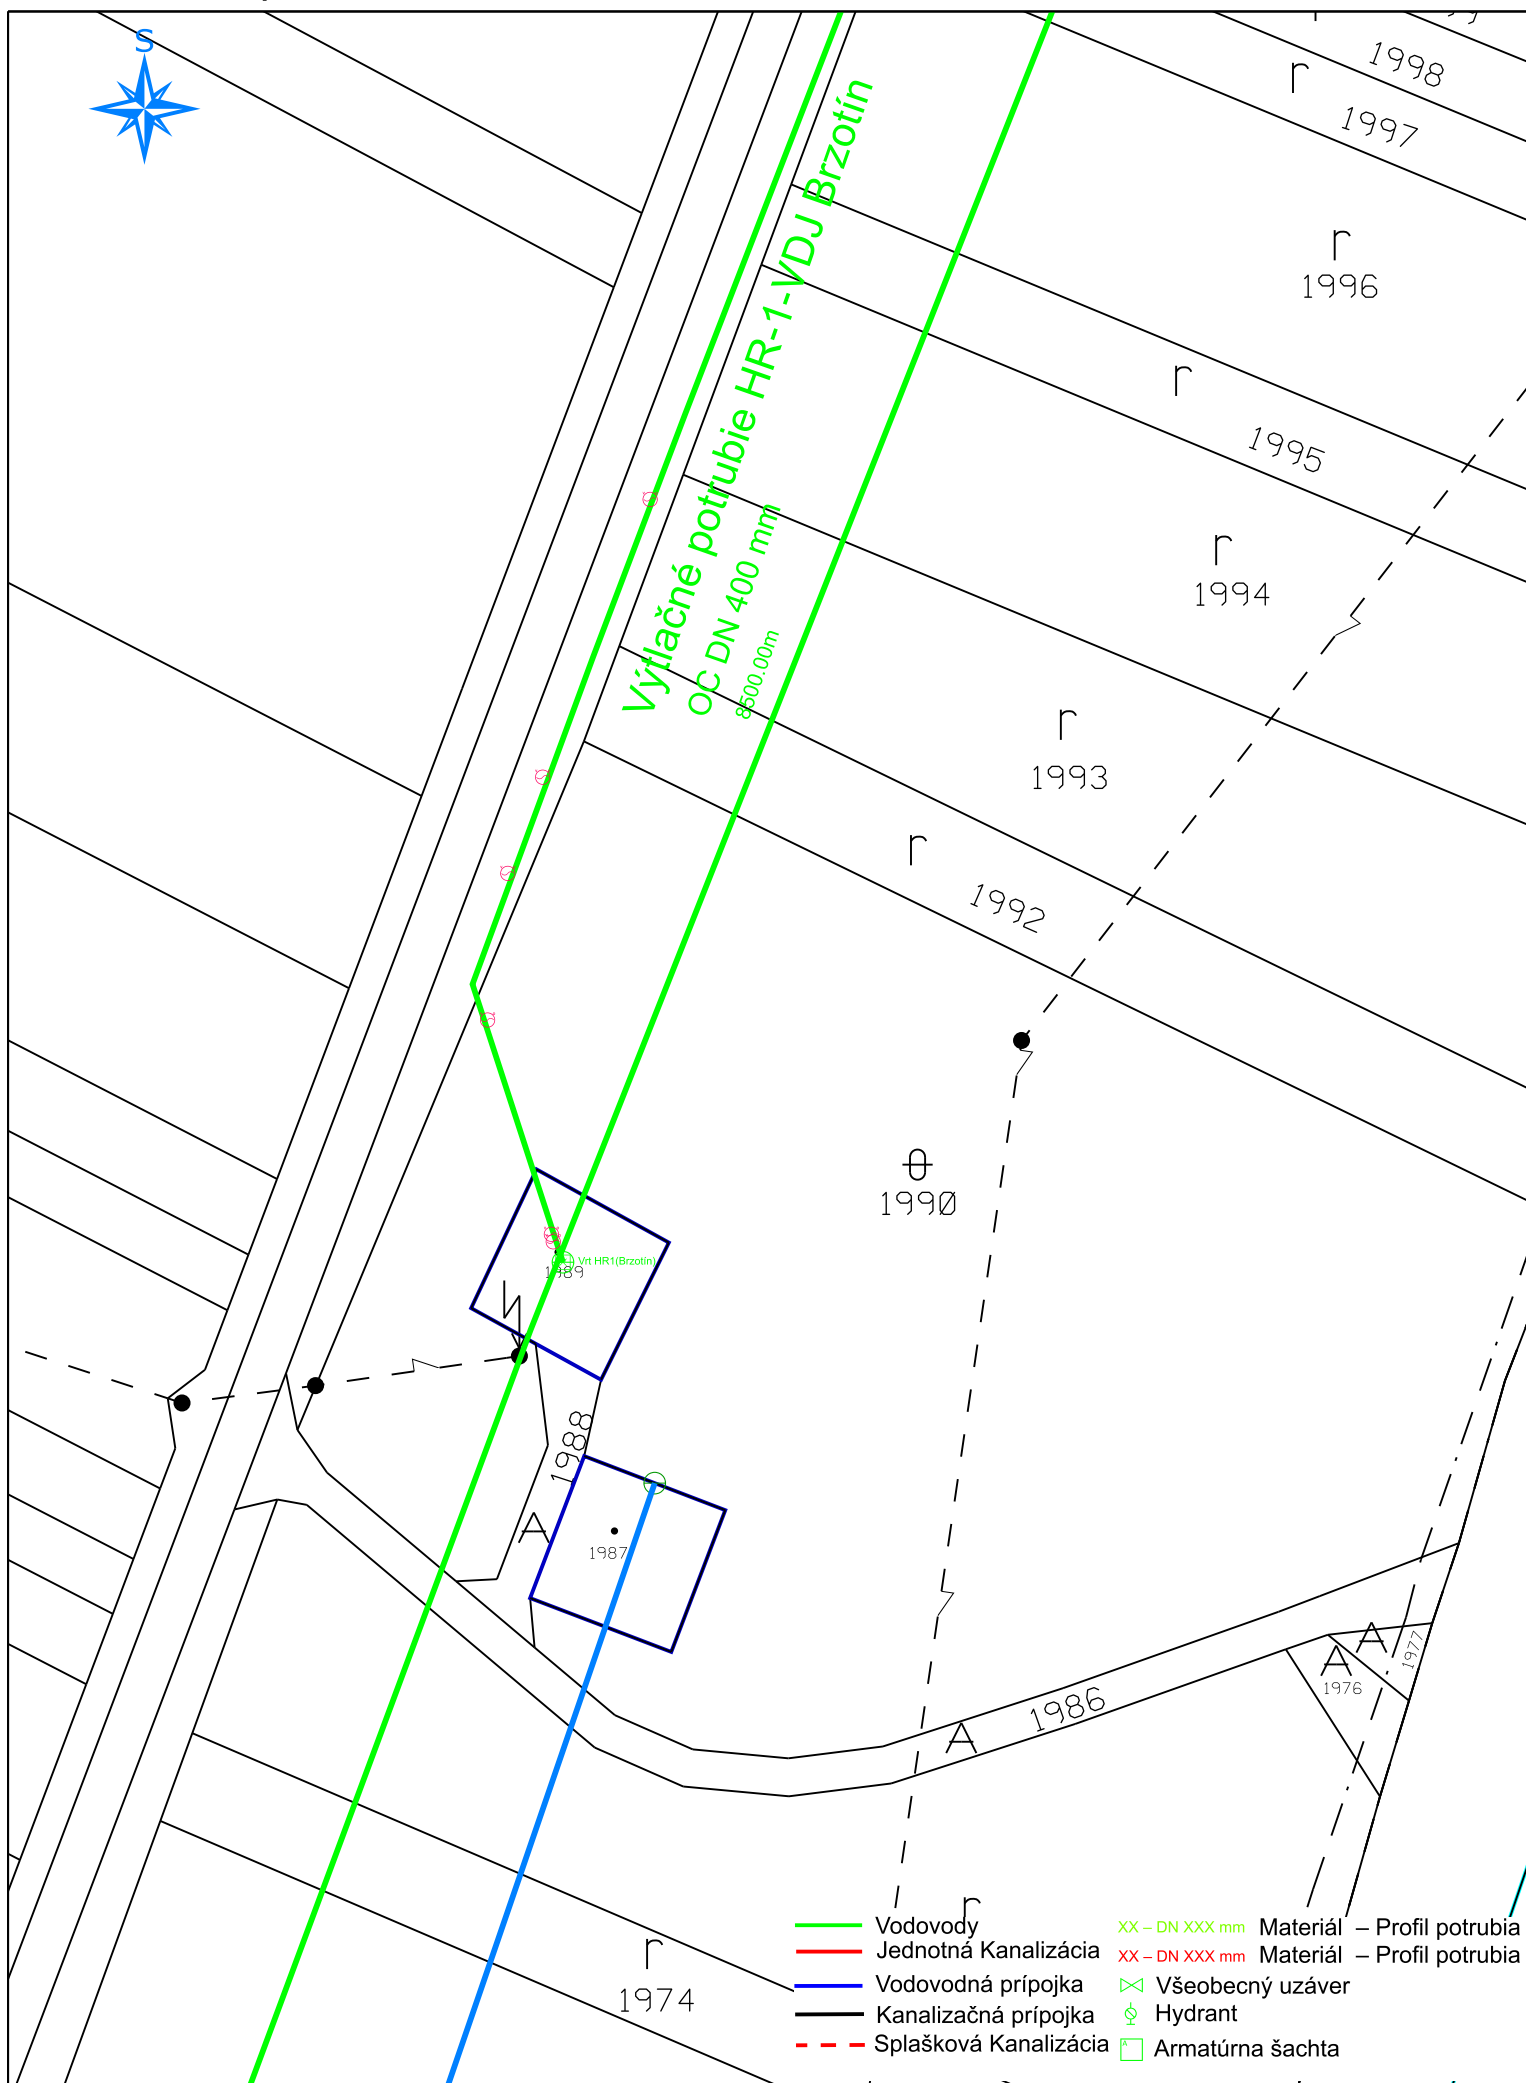 S
1998
r
1997
r
1996
r
1995
r
1994
r
1993
r
1992
Výtlačné potrubie HR-1-VDJ Brzotín
OC DN 400 mm
8500.00m
1990
Vrt HR1(Brzotín)
1989
1988
1987
1986
1977
1976
r
r
1974
Vodovody
Jednotná Kanalizácia
Vodovodná prípojka
Kanalizačná prípojka
Splašková Kanalizácia
XX – DN XXX mm Materiál – Profil potrubia
XX – DN XXX mm Materiál – Profil potrubia
Všeobecný uzáver
Hydrant
A Armatúrna šachta